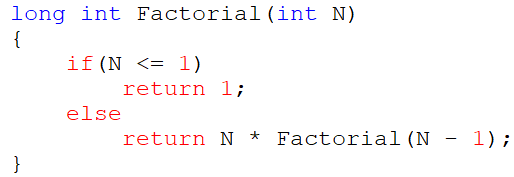 long int Factorial(int N)
{
    if(N <= 1)
        return 1;
    else
        return N * Factorial(N - 1);
}